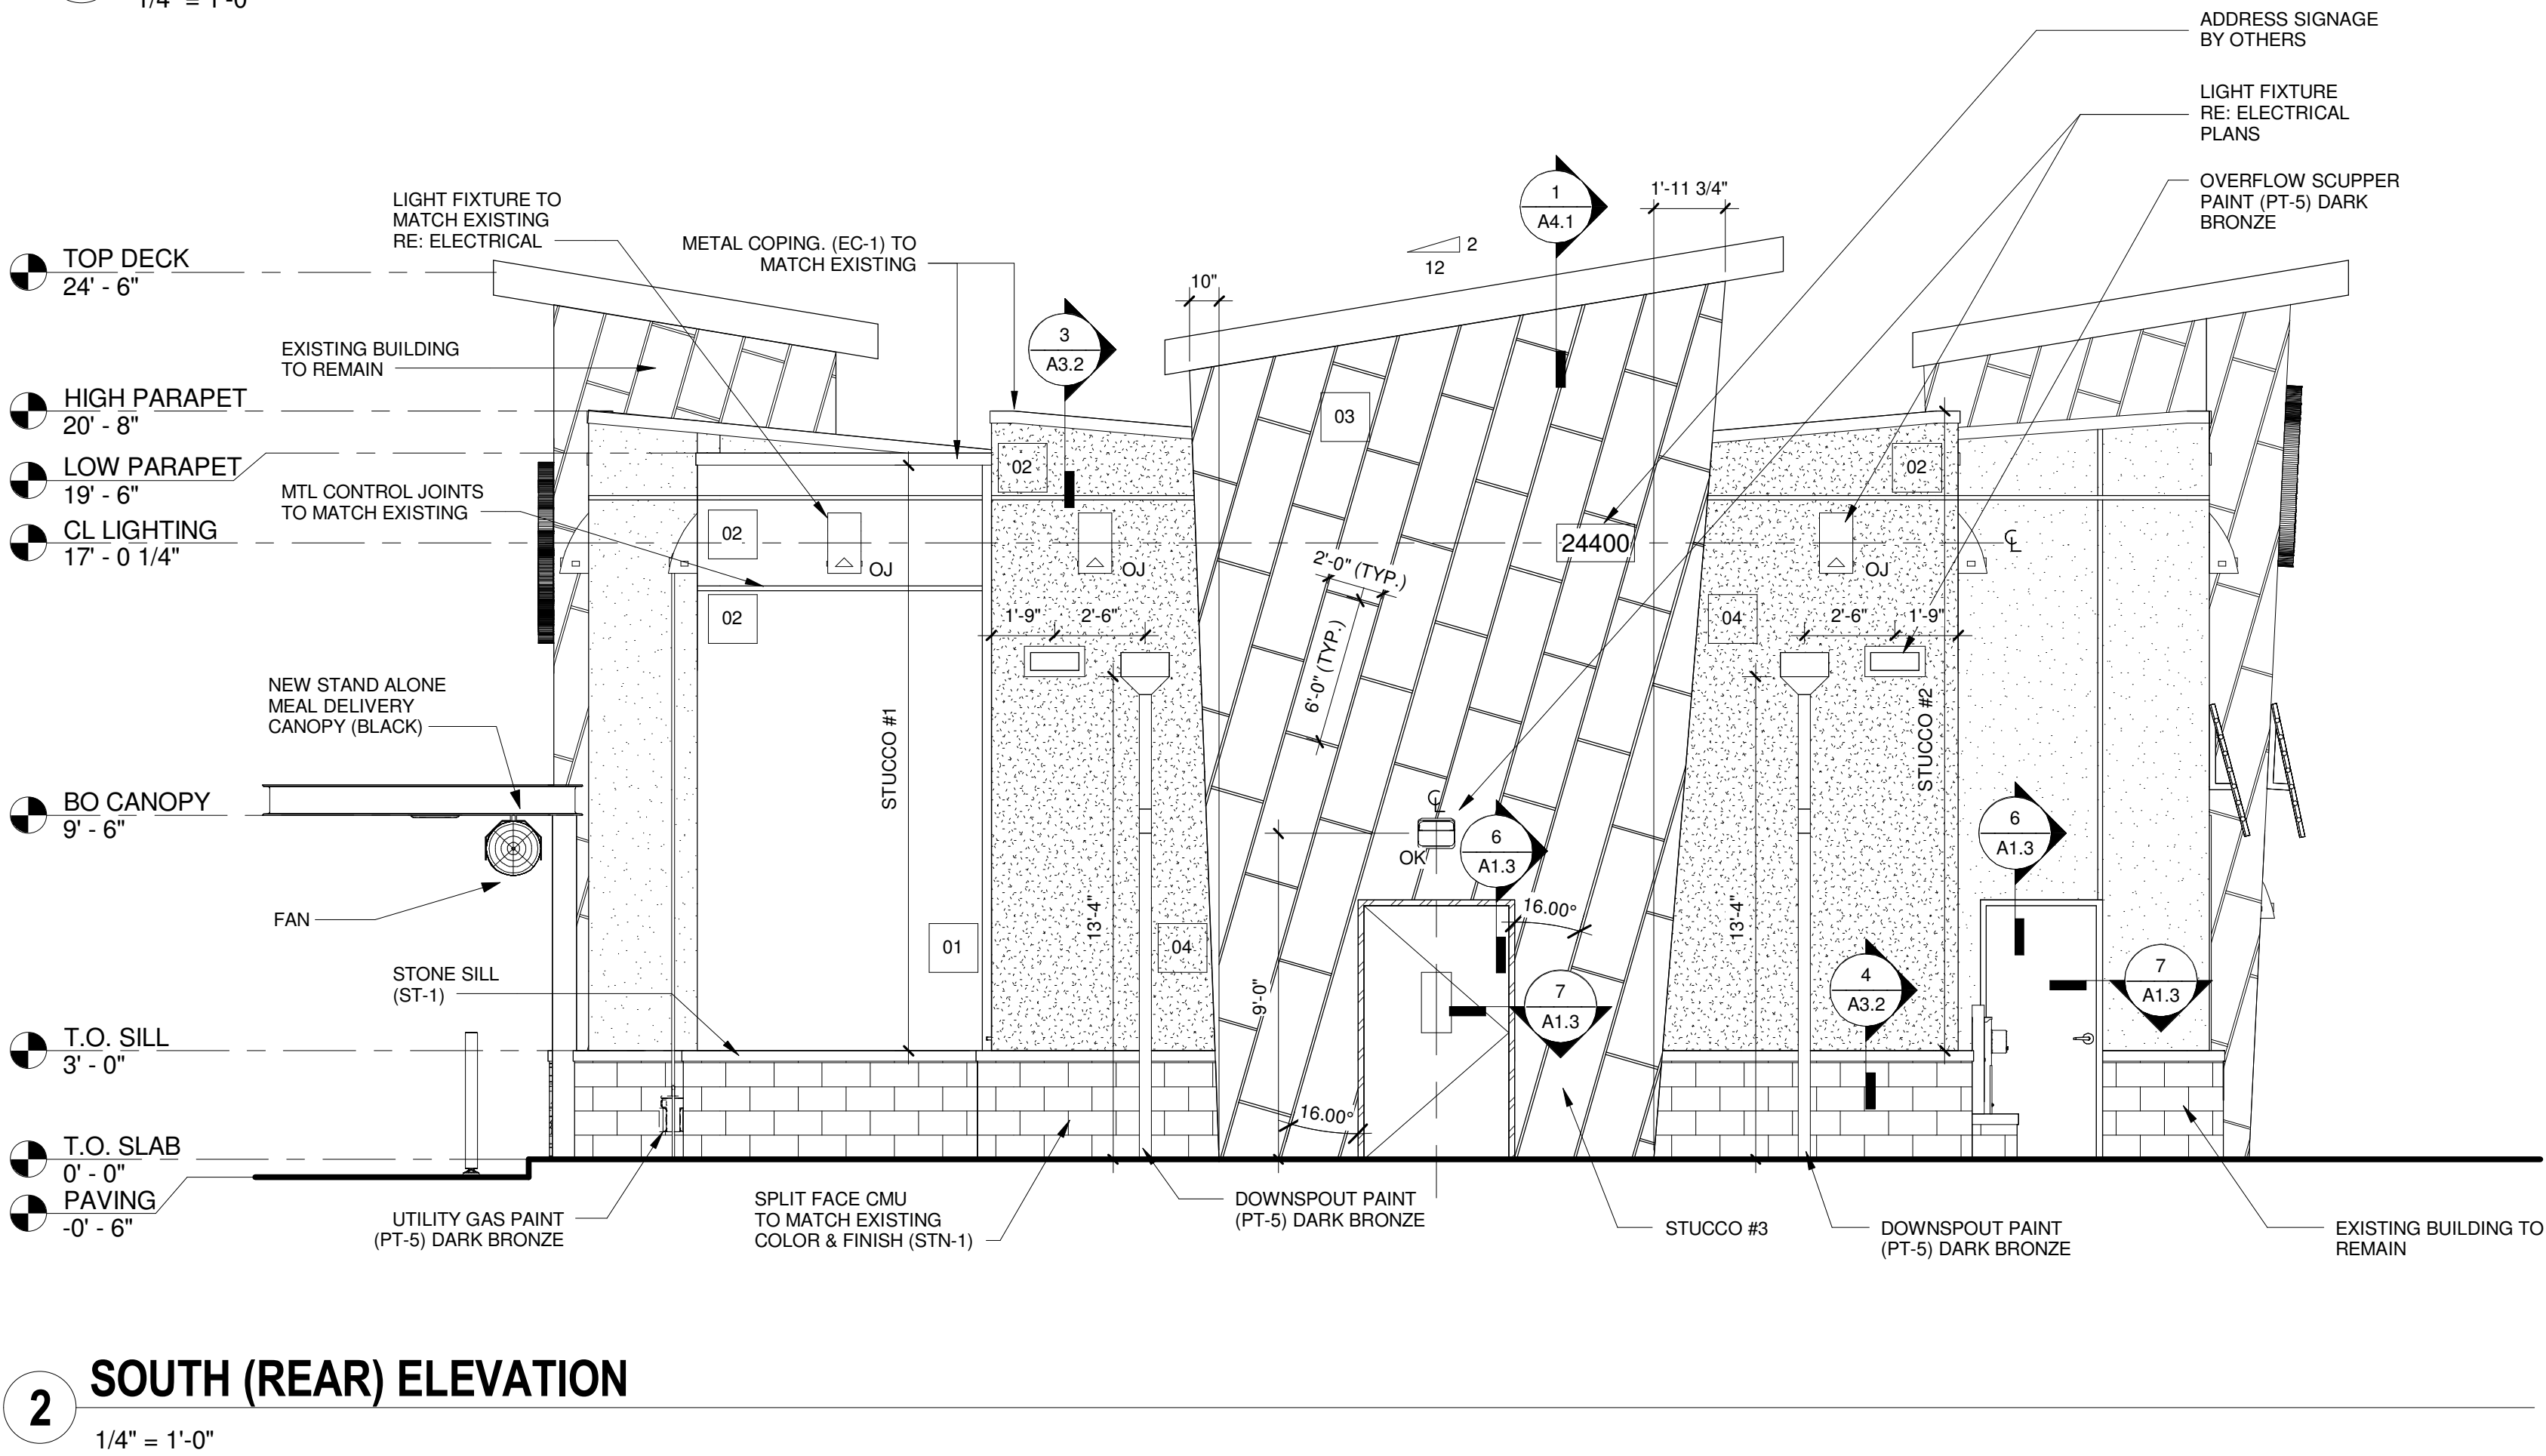 1/4" = 1'-0"
ADDRESS SIGNAGE
BY OTHERS
LIGHT FIXTURE
RE: ELECTRICAL
PLANS
OVERFLOW SCUPPER
PAINT (PT-5) DARK
BRONZE
LIGHT FIXTURE TO
MATCH EXISTING
RE: ELECTRICAL
METAL COPING. (EC-1) TO
MATCH EXISTING
1
A4.1
1'-11 3/4"
2
12
10"
TOP DECK
24' - 6"
3
A3.2
EXISTING BUILDING
TO REMAIN
HIGH PARAPET
20' - 8"
03
LOW PARAPET
19' - 6"
02
02
MTL CONTROL JOINTS
TO MATCH EXISTING
CL LIGHTING
17' - 0 1/4"
02
24400
OJ
OJ
OJ
CL
2'-0" (TYP.)
02
1'-9"
2'-6"
04
2'-6"
1'-9"
6'-0" (TYP.)
NEW STAND ALONE
MEAL DELIVERY
CANOPY (BLACK)
STUCCO #1
STUCCO #2
BO CANOPY
9' - 6"
CL
OK
6
A1.3
6
A1.3
FAN
13'-4"
16.00°
13'-4"
01
04
STONE SILL
(ST-1)
9'-0"
7
A1.3
4
A3.2
7
A1.3
T.O. SILL
3' - 0"
16.00°
T.O. SLAB
0' - 0"
PAVING
-0' - 6"
UTILITY GAS PAINT
(PT-5) DARK BRONZE
SPLIT FACE CMU
TO MATCH EXISTING
COLOR & FINISH (STN-1)
DOWNSPOUT PAINT
(PT-5) DARK BRONZE
STUCCO #3
DOWNSPOUT PAINT
(PT-5) DARK BRONZE
EXISTING BUILDING TO
REMAIN
2
SOUTH (REAR) ELEVATION
1/4" = 1'-0"